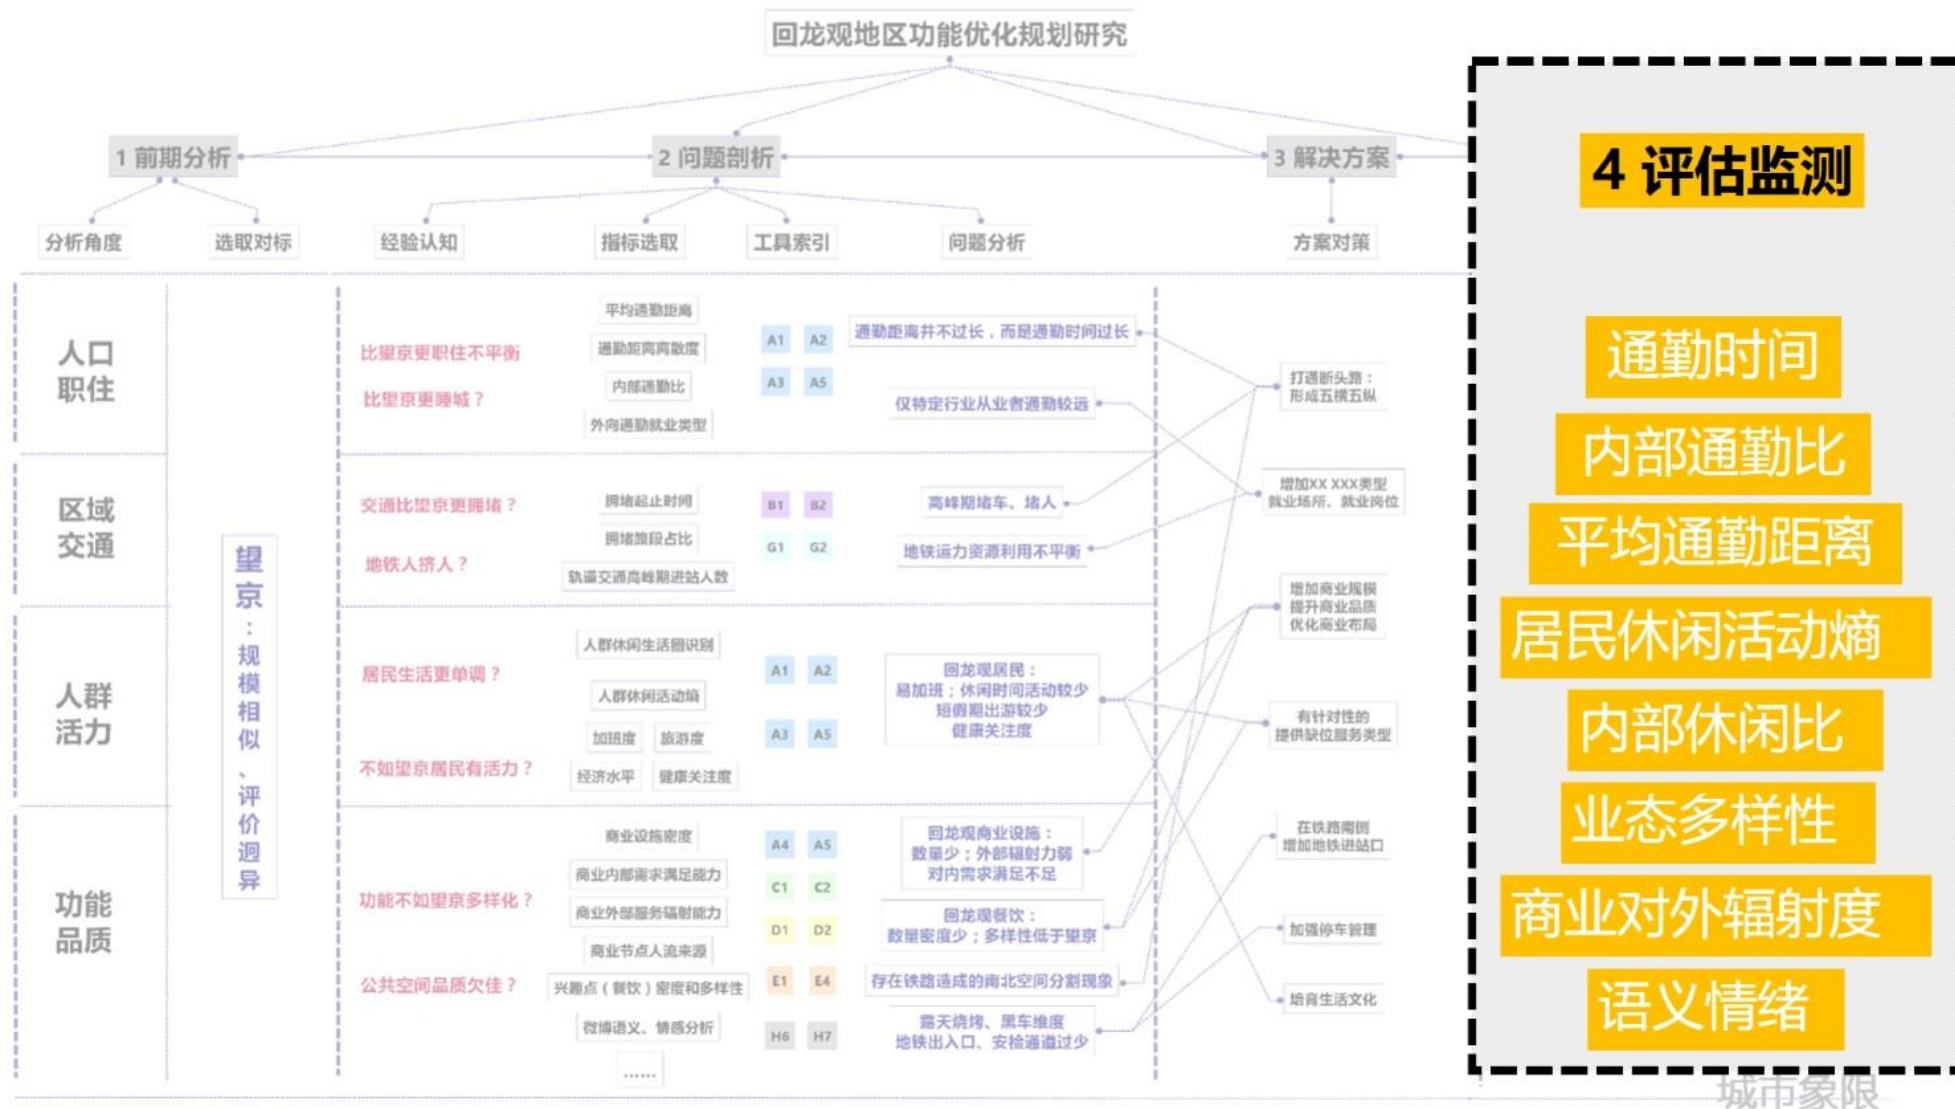 回龙观地区功能优化规划研究
1 前期分析
2 问题剖析
3 解决方案
4 评估监测
分析角度
选取对标
经验认知
指标选取
工具索引
问题分析
方案对策
人口
职住
区域
交通
人群
活力
功能
品质
望京：规模相似、评价迥异
比望京更职住不平衡
比望京更睡城？
平均通勤距离
通勤距离离散度
内部通勤比
外向通勤就业类型
A1 A2
A3 A5
通勤距离并不过长，而是通勤时间过长
仅特定行业从业者通勤较远
交通比望京更拥堵？
地铁人挤人？
拥堵起止时间
拥堵路段占比
轨道交通高峰期进站人数
B1 B2
G1 G2
高峰期堵车、堵人
地铁运力资源利用不平衡
居民生活更单调？
不如望京居民有活力？
人群休闲生活圈识别
人群休闲活动熵
加班度 旅游度
经济水平 健康关注度
A1 A2
A3 A5
回龙观居民：
易加班；休闲时间活动较少
短假期出游较少
健康关注度
功能不如望京多样化？
公共空间品质欠佳？
商业设施密度
商业内部需求满足能力
商业外部服务辐射能力
商业节点人流来源
兴趣点（餐饮）密度和多样性
微博语义、情感分析
……
A4 A5
C1 C2
D1 D2
E1 E4
H6 H7
回龙观商业设施：
数量少；外部辐射力弱
对内需求满足不足
回龙观餐饮：
数量密度少；多样性低于望京
存在铁路造成的南北空间分割现象
露天烧烤、黑车维度
地铁出入口、安检通道过少
打通断头路：
形成五横五纵
增加XX XXX类型
就业场所、就业岗位
增加商业规模
提升商业品质
优化商业布局
有针对性的
提供缺位服务类型
在铁路南侧
增加地铁进站口
加强停车管理
培育生活文化
通勤时间
内部通勤比
平均通勤距离
居民休闲活动熵
内部休闲比
业态多样性
商业对外辐射度
语义情绪
城市象限